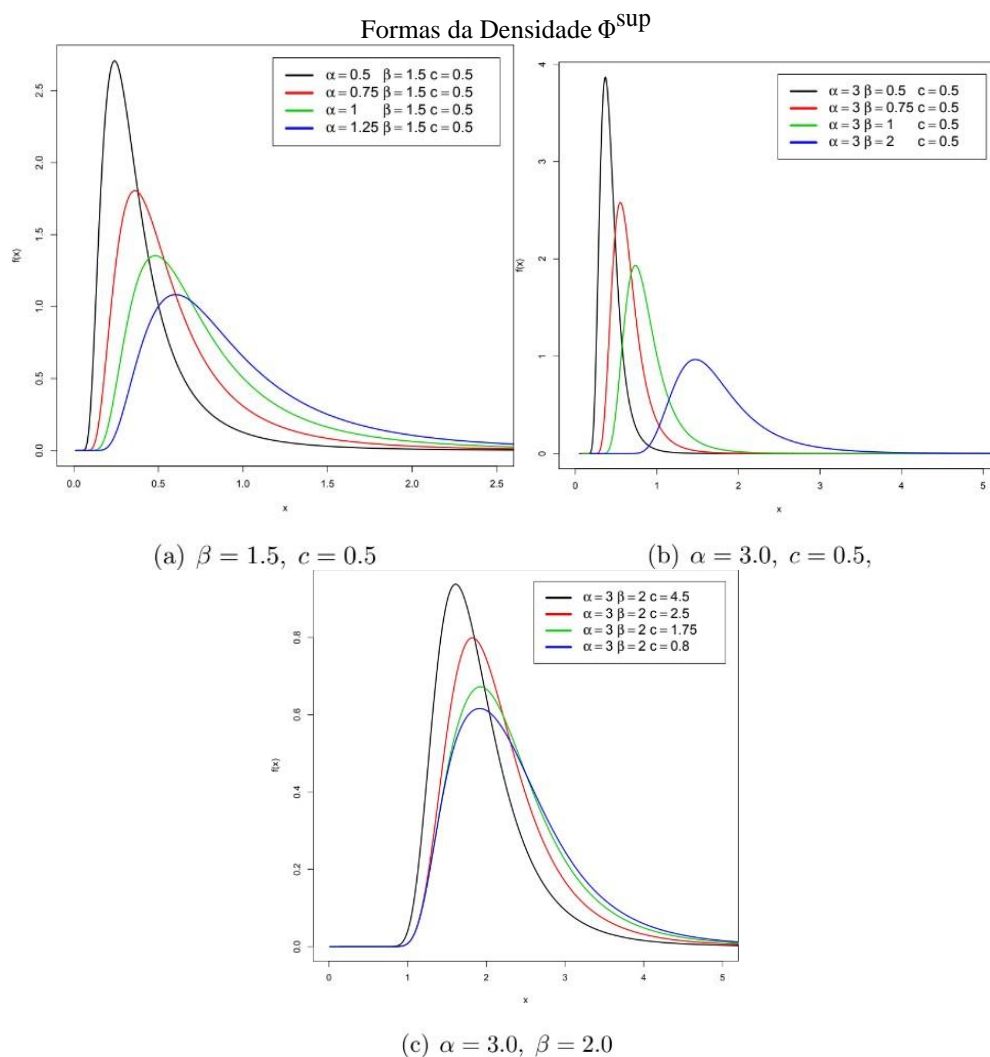 Formas da Densidade Φsup
α = 0.5 β = 1.5 c = 0.5
α = 0.75 β = 1.5 c = 0.5
α = 1 β = 1.5 c = 0.5
α = 1.25 β = 1.5 c = 0.5
f(x)
2.5
2.0
1.5
1.0
0.5
0.0
0.0 0.5 1.0 1.5 2.0 2.5
x
(a) β = 1.5, c = 0.5
α = 3 β = 0.5 c = 0.5
α = 3 β = 0.75 c = 0.5
α = 3 β = 1 c = 0.5
α = 3 β = 2 c = 0.5
f(x)
4
3
2
1
0
0 1 2 3 4 5
x
(b) α = 3.0, c = 0.5,
α = 3 β = 2 c = 4.5
α = 3 β = 2 c = 2.5
α = 3 β = 2 c = 1.75
α = 3 β = 2 c = 0.8
f(x)
0.8
0.6
0.4
0.2
0.0
0 1 2 3 4 5
x
(c) α = 3.0, β = 2.0